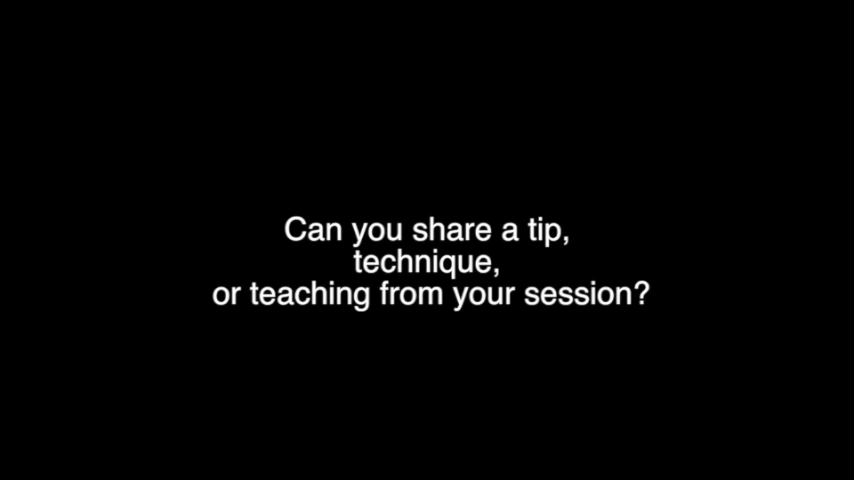 Can you share a tip,
technique,
or teaching from your session?